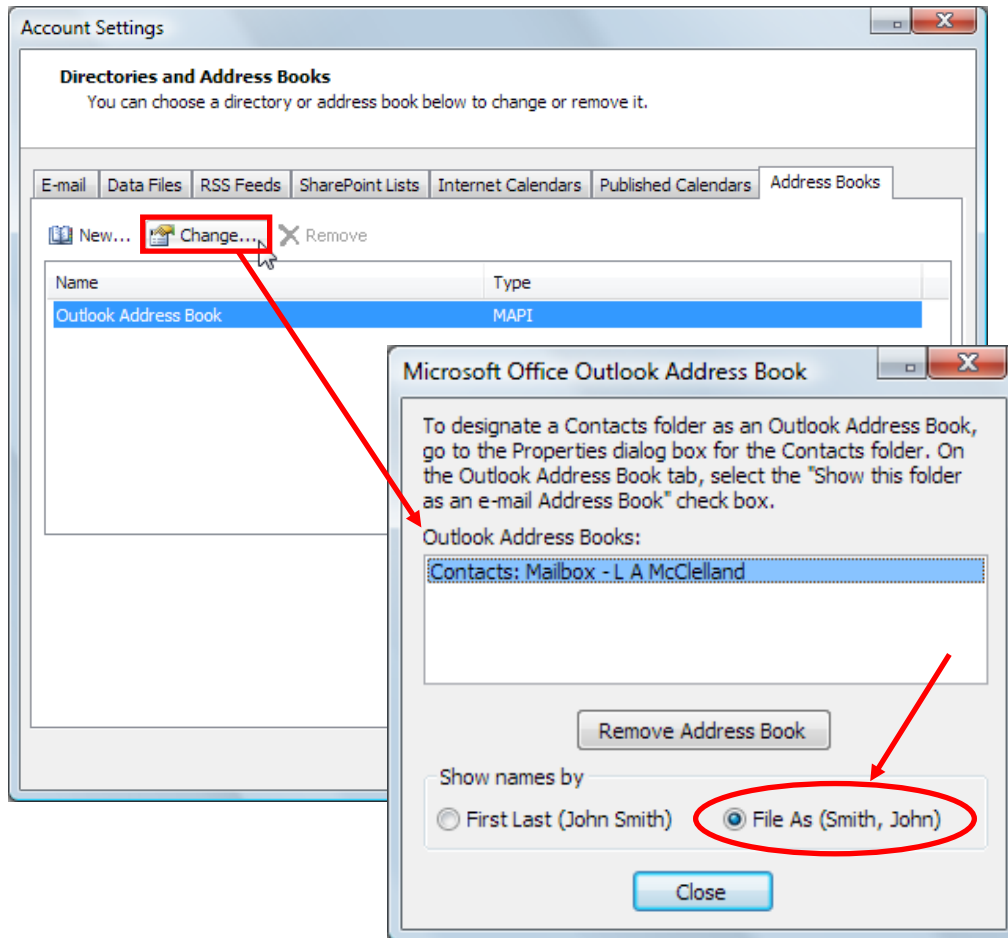 Account Settings
Directories and Address Books
You can choose a directory or address book below to change or remove it.
E-mail Data Files RSS Feeds SharePoint Lists Internet Calendars Published Calendars Address Books
New... Change... Remove
Name Type
Outlook Address Book MAPI
Microsoft Office Outlook Address Book
To designate a Contacts folder as an Outlook Address Book,
go to the Properties dialog box for the Contacts folder. On
the Outlook Address Book tab, select the "Show this folder
as an e-mail Address Book" check box.
Outlook Address Books:
Contacts: Mailbox - L A McClelland
Remove Address Book
Show names by
First Last (John Smith) File As (Smith, John)
Close